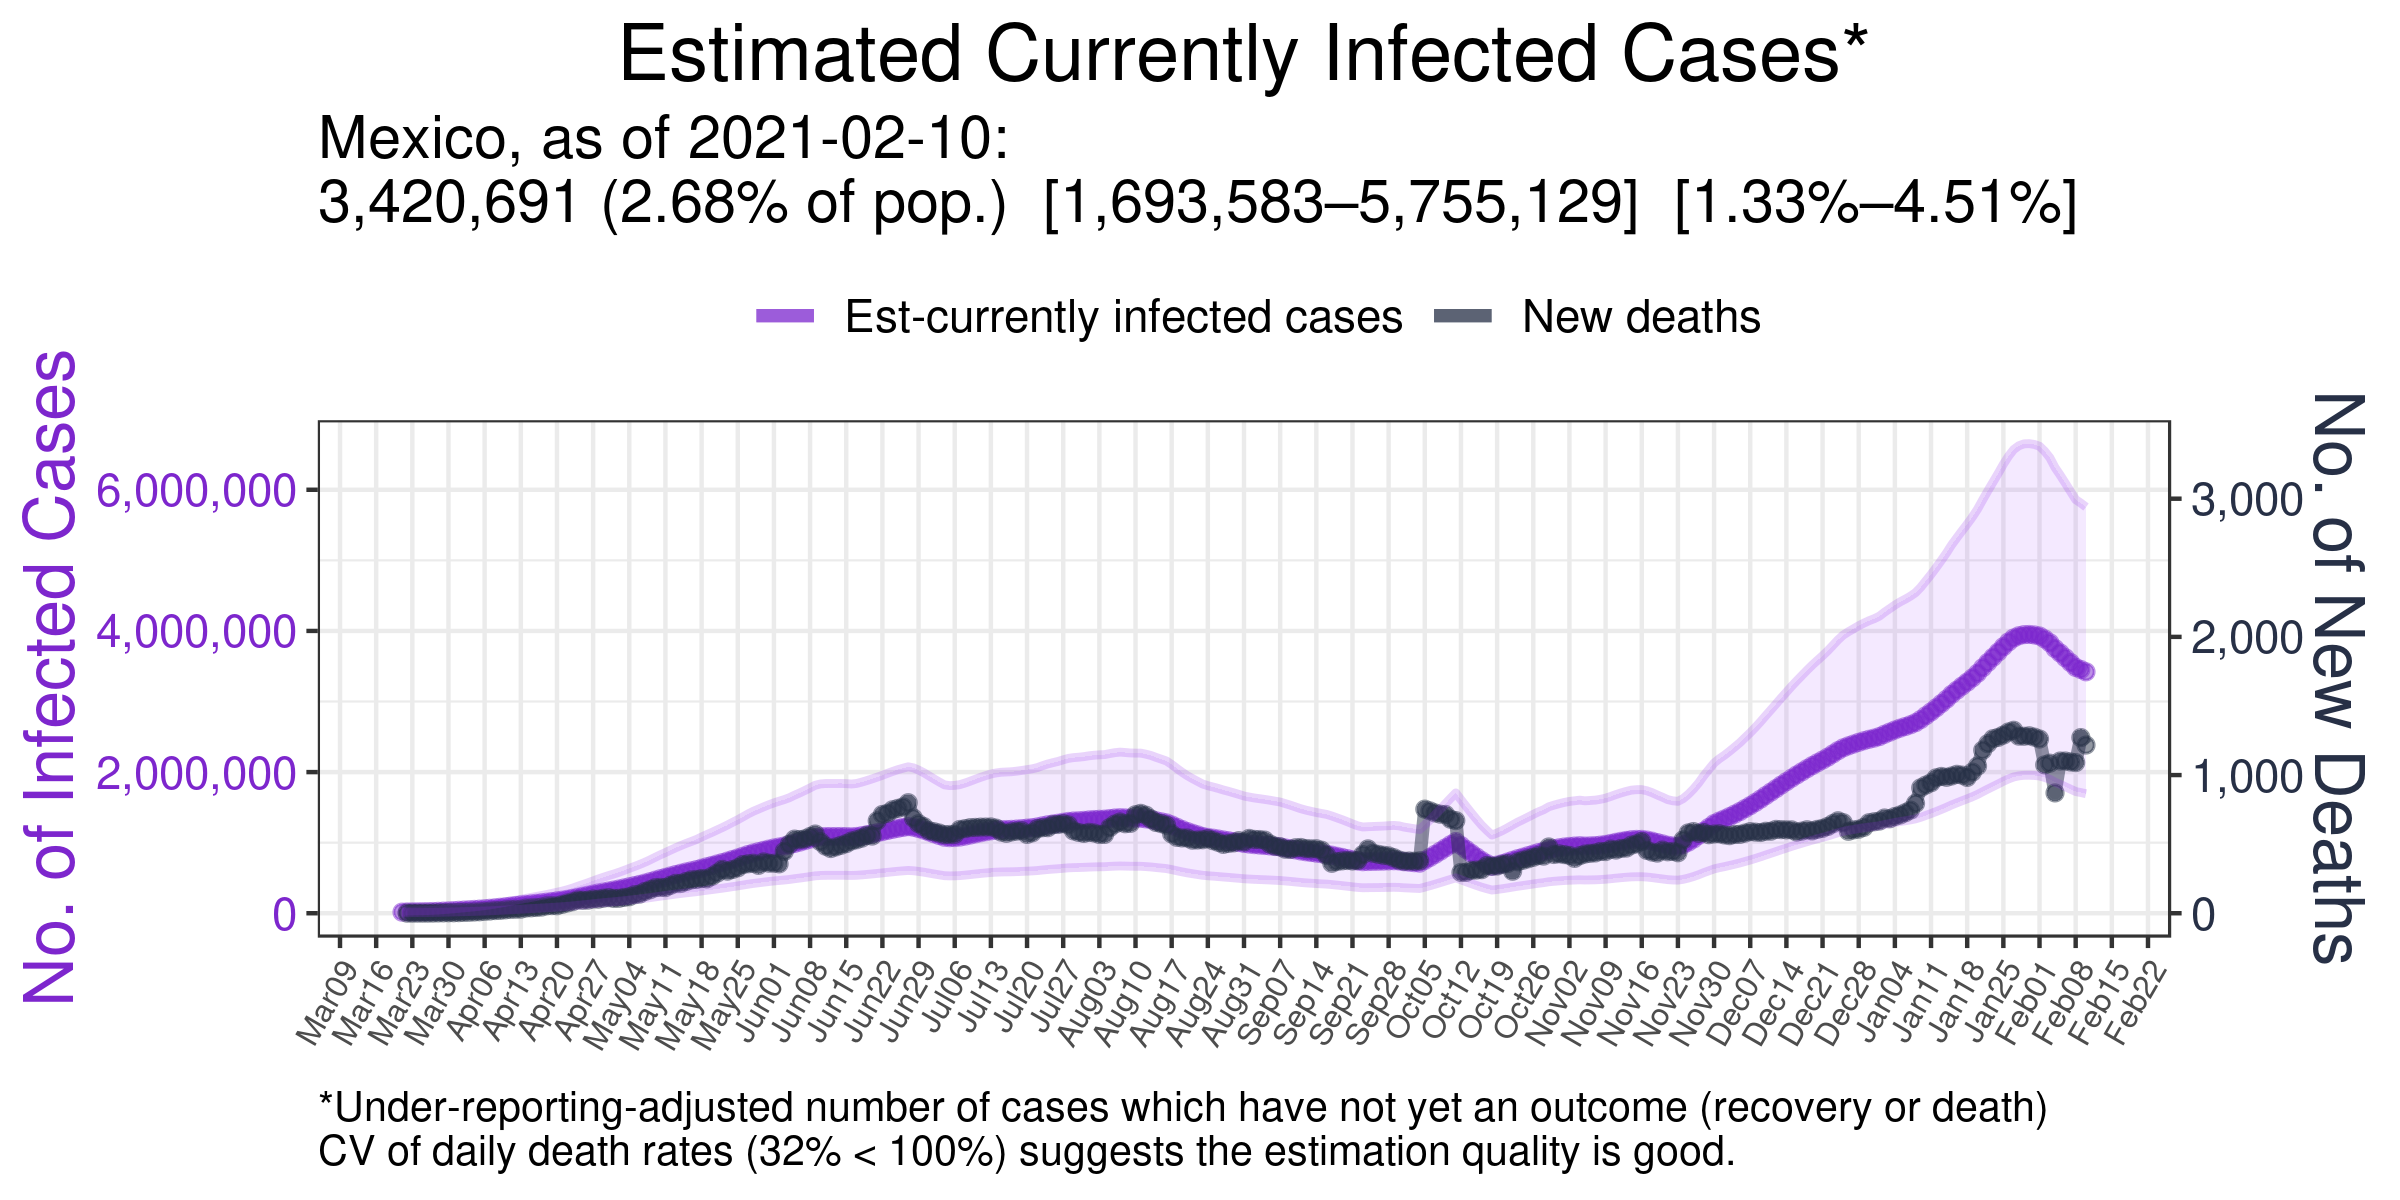 Estimated Currently Infected Cases*
Mexico, as of 2021-02-10:
3,420,691 (2.68% of pop.)  [1,693,583–5,755,129]  [1.33%–4.51%]
Est-currently infected cases
New deaths
No. of Infected Cases
6,000,000
4,000,000
2,000,000
0
3,000
2,000
1,000
0
No. of New Deaths
Mar09
Mar16
Mar23
Mar30
Apr06
Apr13
Apr20
Apr27
May04
May11
May18
May25
Jun01
Jun08
Jun15
Jun22
Jun29
Jul06
Jul13
Jul20
Jul27
Aug03
Aug10
Aug17
Aug24
Aug31
Sep07
Sep14
Sep21
Sep28
Oct05
Oct12
Oct19
Oct26
Nov02
Nov09
Nov16
Nov23
Nov30
Dec07
Dec14
Dec21
Dec28
Jan04
Jan11
Jan18
Jan25
Feb01
Feb08
Feb15
Feb22
*Under-reporting-adjusted number of cases which have not yet an outcome (recovery or death)
CV of daily death rates (32% < 100%) suggests the estimation quality is good.